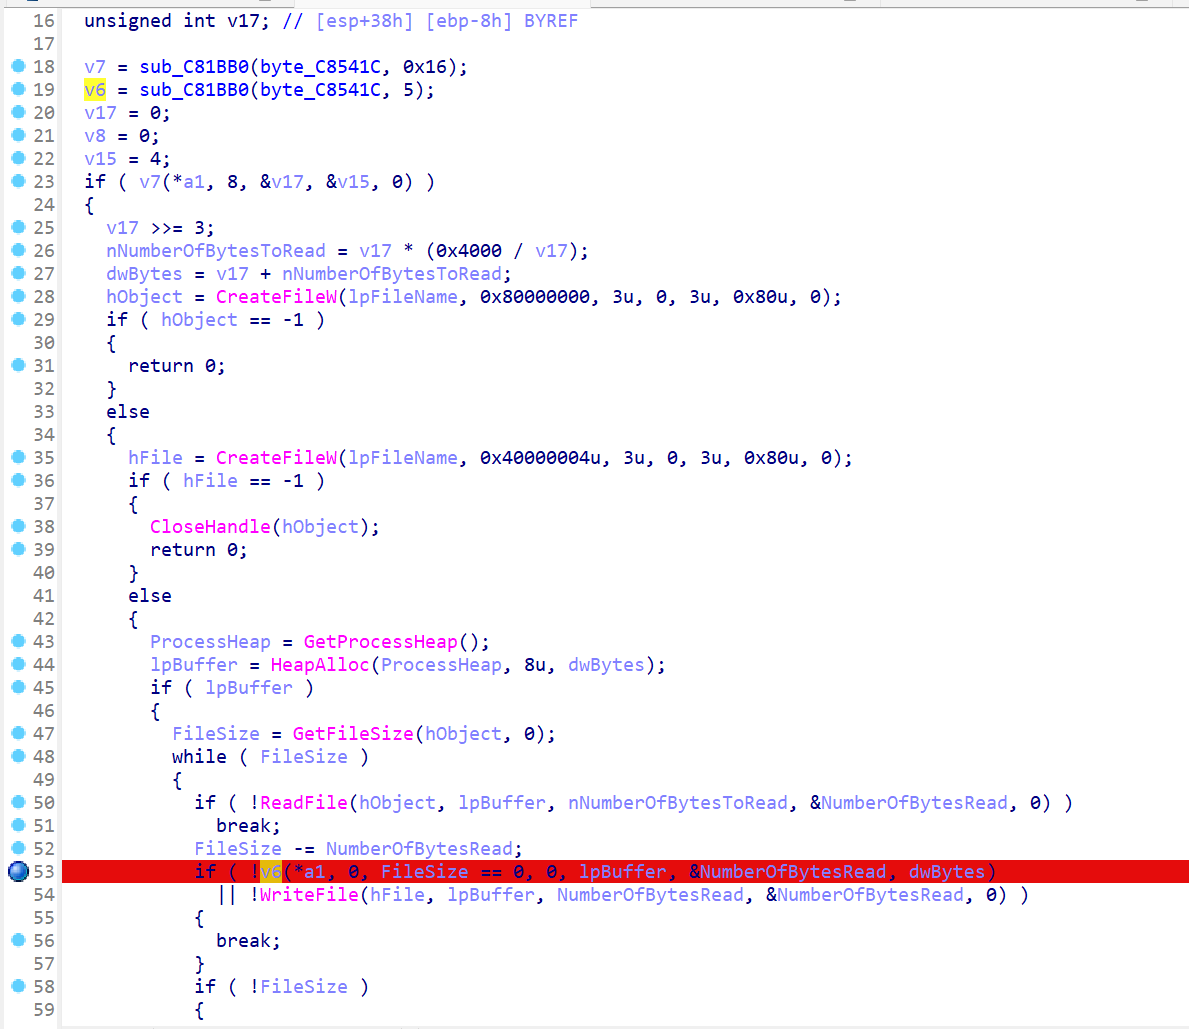 16 unsigned int v17; // [esp+38h] [ebp-8h] BYREF
17
18 v7 = sub_C81BB0(byte_C8541C, 0x16);
19 v6 = sub_C81BB0(byte_C8541C, 5);
20 v17 = 0;
21 v8 = 0;
22 v15 = 4;
23 if ( v7(*a1, 8, &v17, &v15, 0) )
24 {
25 v17 >>= 3;
26 nNumberOfBytesToRead = v17 * (0x4000 / v17);
27 dwBytes = v17 + nNumberOfBytesToRead;
28 hObject = CreateFileW(lpFileName, 0x80000000, 3u, 0, 3u, 0x80u, 0);
29 if ( hObject == -1 )
30 {
31 return 0;
32 }
33 else
34 {
35 hFile = CreateFileW(lpFileName, 0x40000004u, 3u, 0, 3u, 0x80u, 0);
36 if ( hFile == -1 )
37 {
38 CloseHandle(hObject);
39 return 0;
40 }
41 else
42 {
43 ProcessHeap = GetProcessHeap();
44 lpBuffer = HeapAlloc(ProcessHeap, 8u, dwBytes);
45 if ( lpBuffer )
46 {
47 FileSize = GetFileSize(hObject, 0);
48 while ( FileSize )
49 {
50 if ( !ReadFile(hObject, lpBuffer, nNumberOfBytesToRead, &NumberOfBytesRead, 0) )
51 break;
52 FileSize -= NumberOfBytesRead;
53 if ( !v6(*a1, 0, FileSize == 0, 0, lpBuffer, &NumberOfBytesRead, dwBytes)
54 || !WriteFile(hFile, lpBuffer, NumberOfBytesRead, &NumberOfBytesRead, 0) )
55 {
56 break;
57 }
58 if ( !FileSize )
59 {